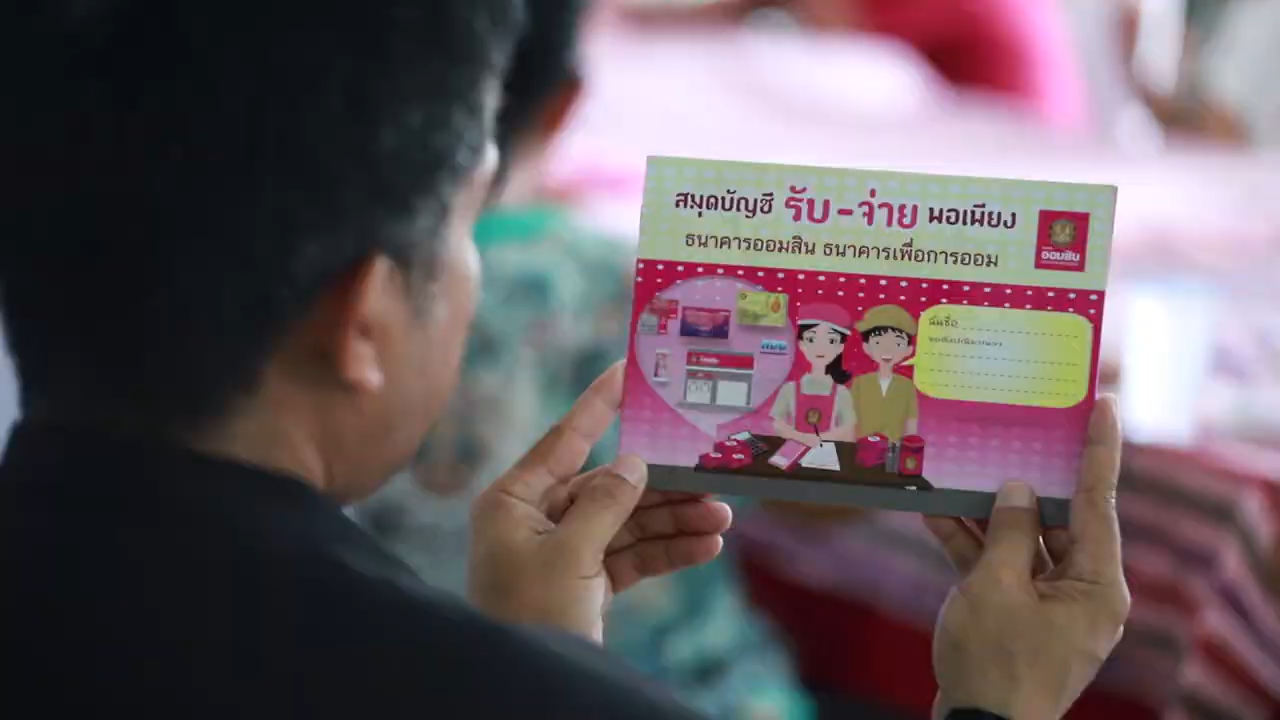 สมุดบัญชี รับ-จ่าย พอเพียง
ธนาคารออมสิน ธนาคารเพื่อการออม
ออมสิน